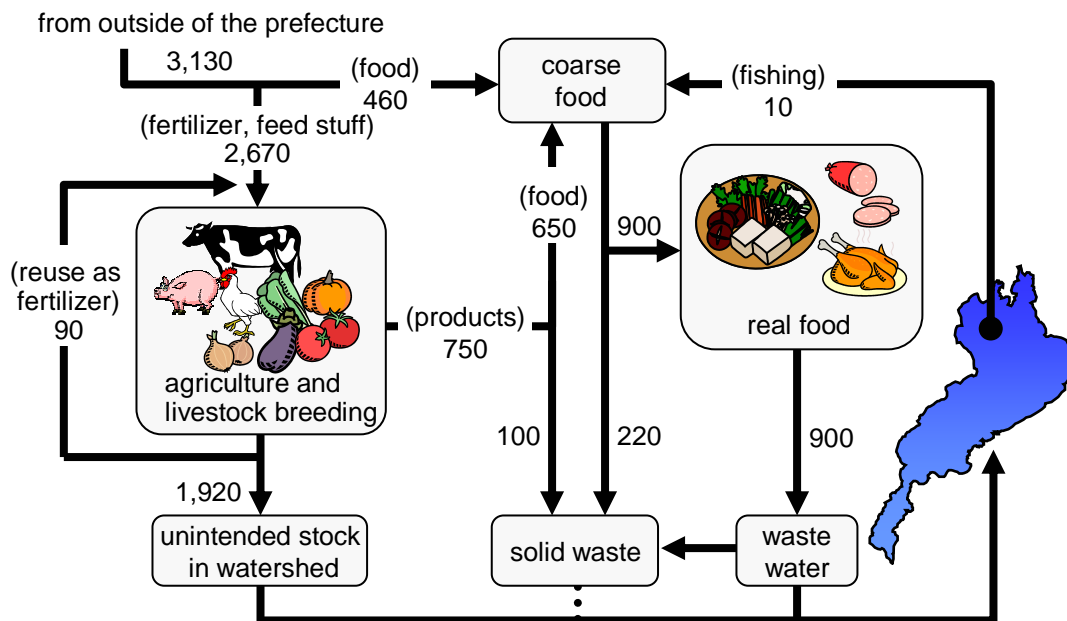 from outside of the prefecture
3,130
(food)
460
coarse
food
(fishing)
10
(fertilizer, feed stuff)
2,670
(food)
650
900
(reuse as
fertilizer)
90
(products)
750
real food
agriculture and
livestock breeding
100
220
900
1,920
unintended stock
in watershed
solid waste
waste
water